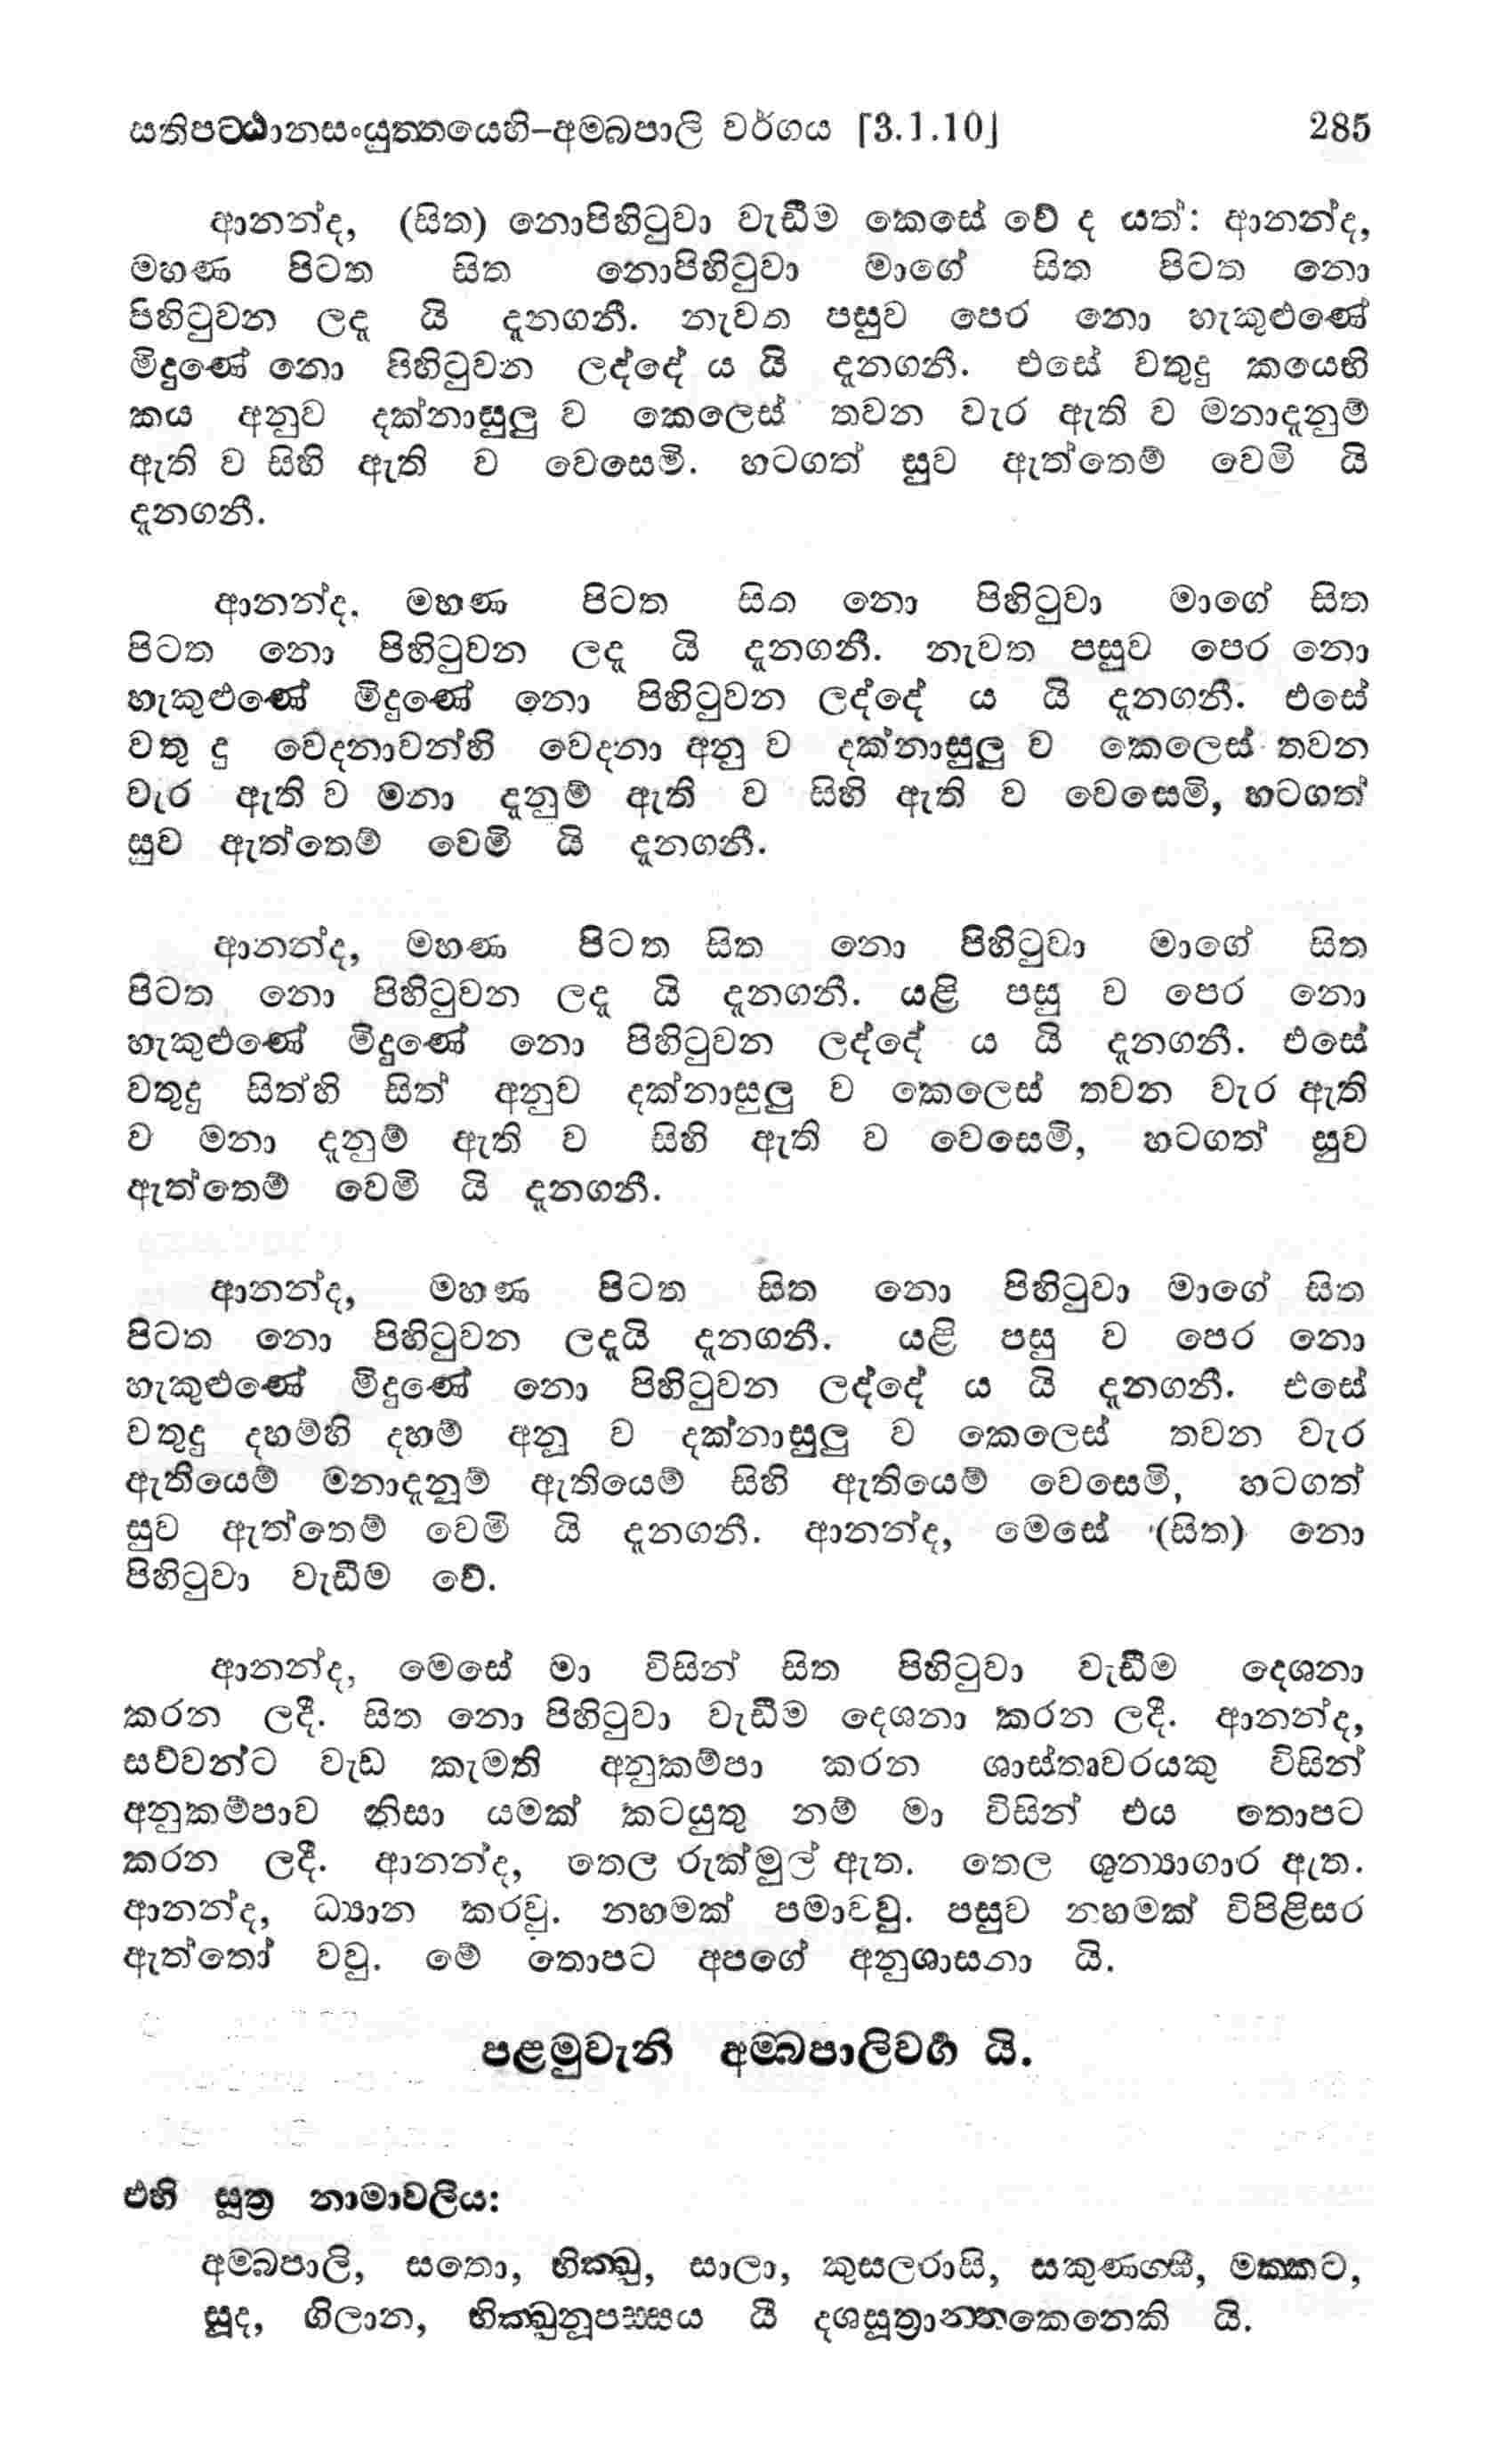 සතිපට්ඨානසංයුත්තයෙහි–අම්බපාලි වර්ගය [3.1.10] 285
ආනන්ද, (සිත) නොපිහිටුවා වැඩීම කෙසේ වේ ද යත්: ආනන්ද,
මහණ පිටත සිත නොපිහිටුවා මාගේ සිත පිටත නො
පිහිටුවන ලදැ යි දැනගනී. නැවත පසුව පෙර නො හැකුළුණේ
මිදුණේ නො පිහිටුවන ලද්දේ ය යි දැනගනී. එසේ වතුදු කයෙහි
කය අනුව දක්නාසුලු ව කෙලෙස් තවන වැර ඇති ව මනාදැනුම්
ඇති ව සිහි ඇති ව වෙසෙමි. හටගත් සුව ඇත්තෙම් වෙමි යි
දැනගනී.
ආනන්ද, මහණ පිටත සිත නො පිහිටුවා මාගේ සිත
පිටත නො පිහිටුවන ලදැ යි දැනගනී. නැවත පසුව පෙර නො
හැකුළුණේ මිදුණේ නො පිහිටුවන ලද්දේ ය යි දැනගනී. එසේ
වතු දු වෙදනාවන්හි වෙදනා අනු ව දක්නාසුලු ව කෙලෙස් තවන
වැර ඇති ව මනා දැනුම් ඇති ව සිහි ඇති ව වෙසෙමි, හටගත්
සුව ඇත්තෙම් වෙමි යි දැනගනී.
ආනන්ද, මහණ පිටත සිත නො පිහිටුවා මාගේ සිත
පිටත නො පිහිටුවන ලදැ යි දැනගනී. යළි පසු ව පෙර නො
හැකුළුණේ මිදුණේ නො පිහිටුවන ලද්දේ ය යි දැනගනී. එසේ
වතුදු සිත්හි සිත් අනුව දක්නාසුලු ව කෙලෙස් තවන වැර ඇති
ව මනා දැනුම් ඇති ව සිහි ඇති ව වෙසෙමි, හටගත් සුව
ඇත්තෙම් වෙමි යි දැනගනී.
ආනන්ද, මහණ පිටත සිත නො පිහිටුවා මාගේ සිත
පිටත නො පිහිටුවන ලදැයි දැනගනී. යළි පසු ව පෙර නො
හැකුළුණේ මිදුණේ නො පිහිටුවන ලද්දේ ය යි දැනගනී. එසේ
වතුදු දහම්හි දහම් අනූ ව දක්නාසුලු ව කෙලෙස් තවන වැර
ඇතියෙම් මනාදැනූම් ඇතියෙම් සිහි ඇතියෙම් වෙසෙමි, හටගත්
සුව ඇත්තෙම් වෙමි යි දැනගනී. ආනන්ද, මෙසේ (සිත) නො
පිහිටුවා වැඩීම වේ.
ආනන්ද, මෙසේ මා විසින් සිත පිහිටුවා වැඩීම දෙශනා
කරන ලදී. සිත නො පිහිටුවා වැඩීම දෙශනා කරන ලදී. ආනන්ද,
සව්වන්ට වැඩ කැමති අනුකම්පා කරන ශාස්තෘවරයකු විසින්
අනුකම්පාව නිසා යමක් කටයුතු නම් මා විසින් එය තොපට
කරන ලදී. ආනන්ද, තෙල රුක්මුල් ඇත. තෙල ශුන්‍යාගාර ඇත.
ආනන්ද, ධ්‍යාන කරවු. නහමක් පමාවවු. පසුව නහමක් විපිළිසර
ඇත්තෝ වවු. මේ තොපට අපගේ අනුශාසනා යි.
පළමුවැනි අම්බපාලිවර්‍ග යි.
එහි සූත්‍ර නාමාවලිය:
අම්බපාලි, සතො, භික්ඛු, සාලා, කුසලරාසි, සකුණග්ඝී, මක්කට,
සූද, ගිලාන, භික්ඛුනූපස්සය යී දශසූත්‍රාන්තකෙනෙකි යි.